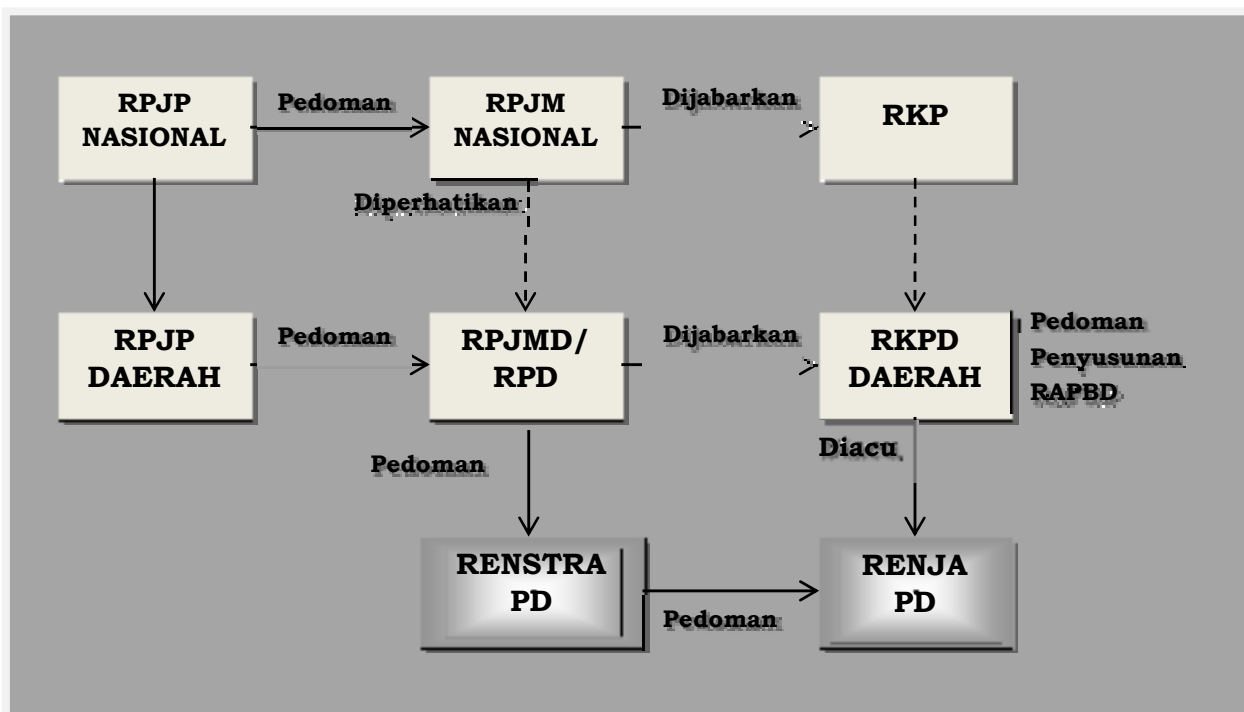 RPJP
NASIONAL
Pedoman
RPJM
NASIONAL
Dijabarkan
RKP
Diperhatikan
RPJP
DAERAH
Pedoman
RPJMD/
RPD
Dijabarkan
RKPD
DAERAH
Pedoman
Penyusunan
RAPBD
Pedoman
Diacu
RENSTRA
PD
Pedoman
RENJA
PD